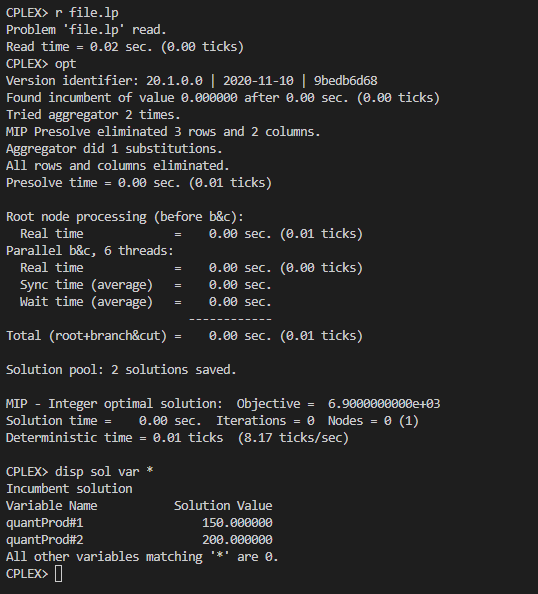 CPLEX> r file.lp
Problem 'file.lp' read.
Read time = 0.02 sec. (0.00 ticks)
CPLEX> opt
Version identifier: 20.1.0.0 | 2020-11-10 | 9bedb6d68
Found incumbent of value 0.000000 after 0.00 sec. (0.00 ticks)
Tried aggregator 2 times.
MIP Presolve eliminated 3 rows and 2 columns.
Aggregator did 1 substitutions.
All rows and columns eliminated.
Presolve time = 0.00 sec. (0.01 ticks)

Root node processing (before b&c):
  Real time             =    0.00 sec. (0.01 ticks)
Parallel b&c, 6 threads:
  Real time             =    0.00 sec. (0.00 ticks)
  Sync time (average)   =    0.00 sec.
  Wait time (average)   =    0.00 sec.
                          ------------
Total (root+branch&cut) =    0.00 sec. (0.01 ticks)

Solution pool: 2 solutions saved.

MIP - Integer optimal solution:  Objective =  6.9000000000e+03
Solution time =    0.00 sec.  Iterations = 0  Nodes = 0 (1)
Deterministic time = 0.01 ticks  (8.17 ticks/sec)

CPLEX> disp sol var *
Incumbent solution
Variable Name           Solution Value
quantProd#1                 150.000000
quantProd#2                 200.000000
All other variables matching '*' are 0.
CPLEX>